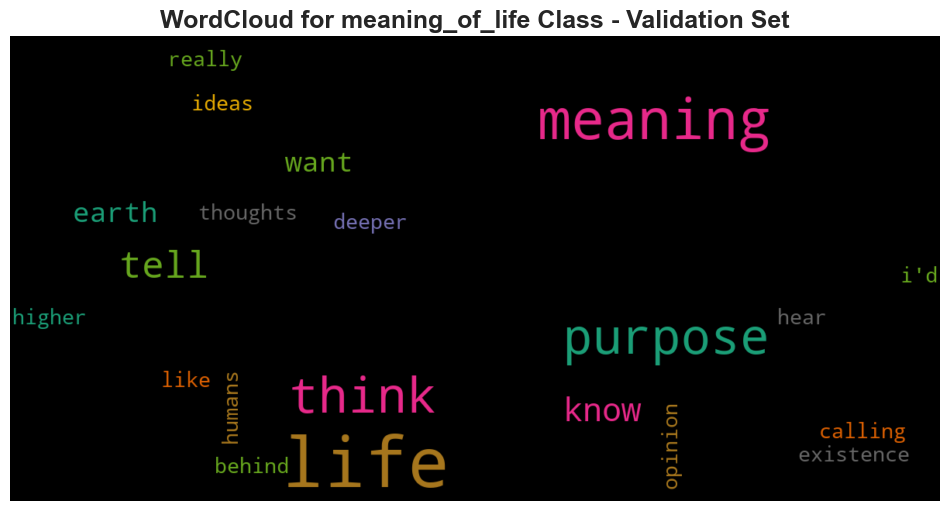 WordCloud for meaning_of_life Class - Validation Set
really
ideas
meaning
want
earth
thoughts
deeper
tell
i'd
higher
hear
purpose
like
humans
think
know
opinion
calling
existence
behind
life